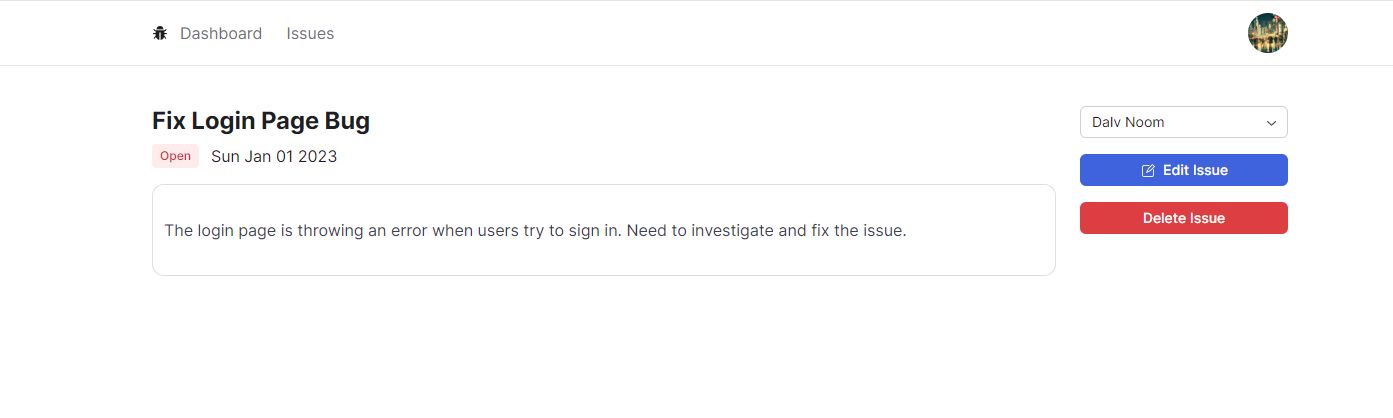 Dashboard Issues
Fix Login Page Bug
Open Sun Jan 01 2023
The login page is throwing an error when users try to sign in. Need to investigate and fix the issue.
Dalv Noom
Edit Issue
Delete Issue